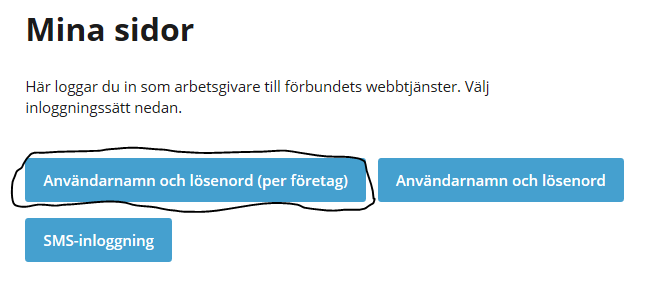 Mina sidor
Här loggar du in som arbetsgivare till förbundets webbtjänster. Välj
inloggningssätt nedan.
Användarnamn och lösenord (per företag)
Användarnamn och lösenord
SMS-inloggning